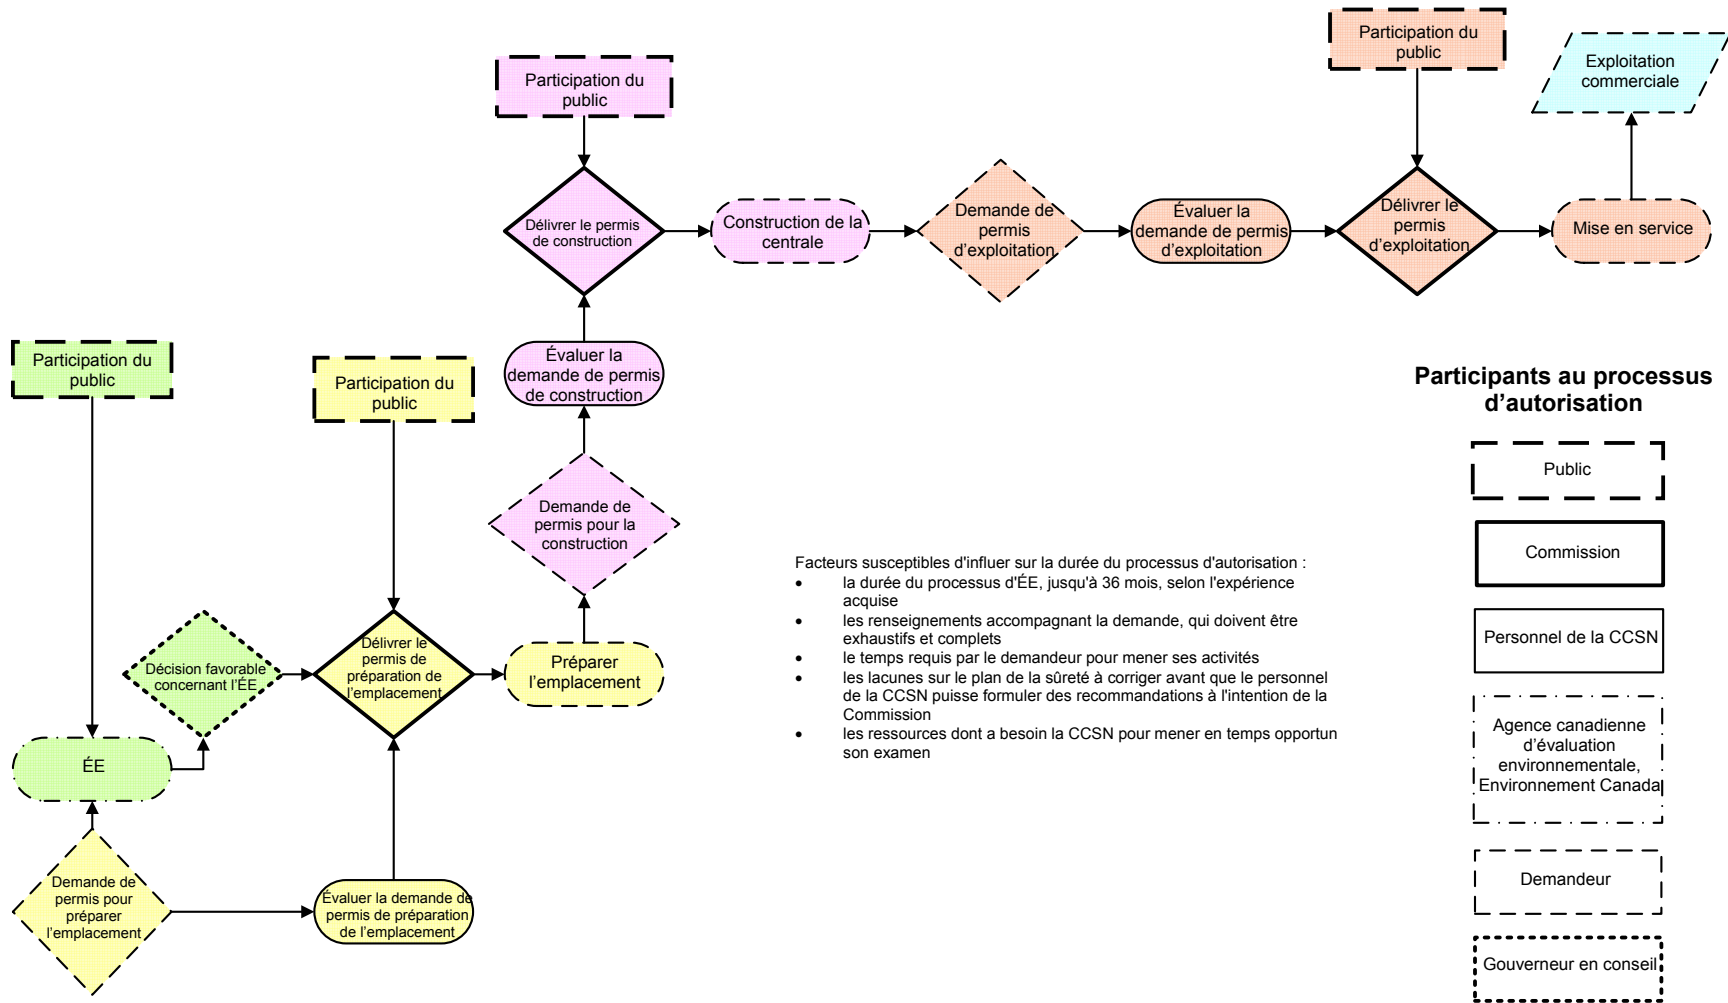 Participation du
public
Exploitation
commerciale
Participation du
public
Délivrer le permis
de construction
Construction de la
centrale
Demande de
permis
d'exploitation
Évaluer la
demande de permis
d'exploitation
Délivrer le
permis
d'exploitation
Mise en service
Participation du
public
Participation du
public
Évaluer la
demande de permis
de construction
Demande de
permis pour la
construction
Décision favorable
concernant l'ÉE
Délivrer le
permis de
préparation de
l'emplacement
Préparer
l'emplacement
ÉE
Demande de
permis pour
préparer
l'emplacement
Évaluer la demande de
permis de préparation
de l'emplacement
Facteurs susceptibles d'influer sur la durée du processus d'autorisation :
• la durée du processus d'ÉE, jusqu'à 36 mois, selon l'expérience
acquise
• les renseignements accompagnant la demande, qui doivent être
exhaustifs et complets
• le temps requis par le demandeur pour mener ses activités
• les lacunes sur le plan de la sûreté à corriger avant que le personnel
de la CCSN puisse formuler des recommandations à l'intention de la
Commission
• les ressources dont a besoin la CCSN pour mener en temps opportun
son examen
Participants au processus
d'autorisation
Public
Commission
Personnel de la CCSN
Agence canadienne
d'évaluation
environnementale,
Environnement Canada
Demandeur
Gouverneur en conseil